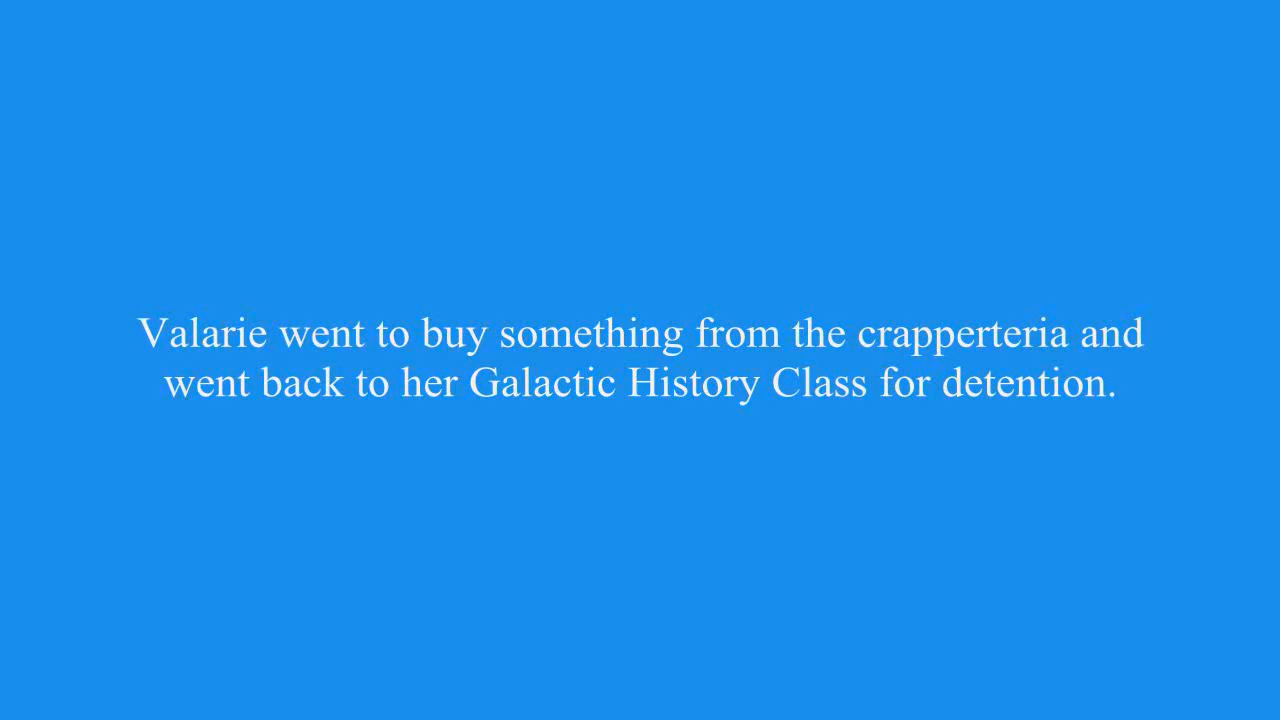 Valarie went to buy something from the crapperteria and
went back to her Galactic History Class for detention.